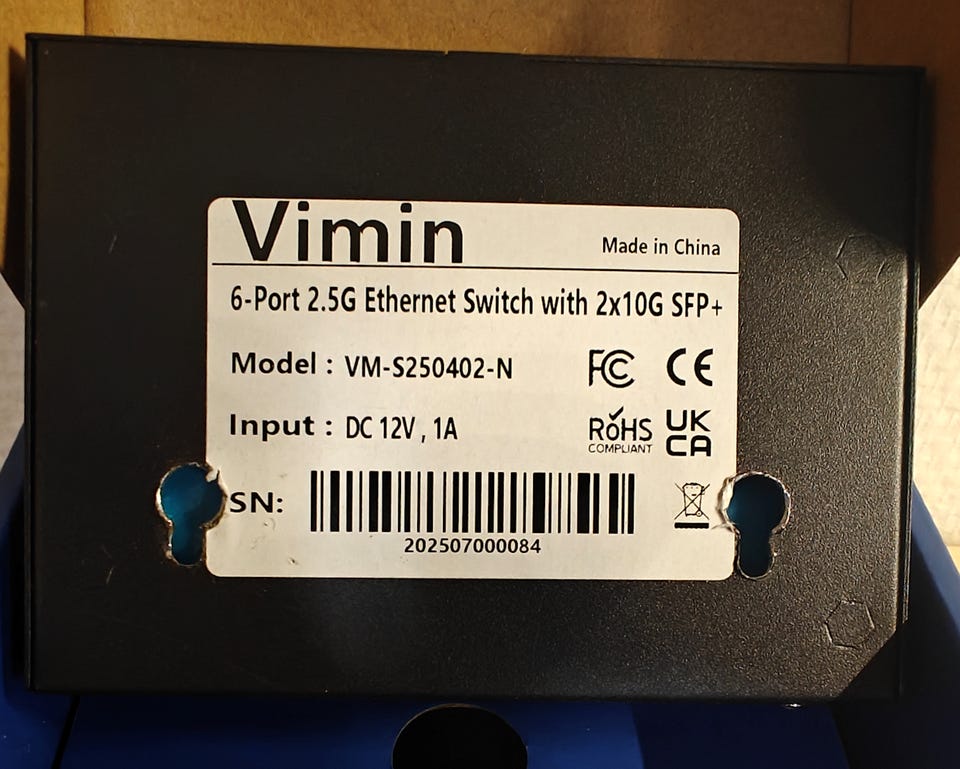 Vimin
Made in China
6-Port 2.5G Ethernet Switch with 2x10G SFP+
Model : VM-S250402-N
FC CE
Input : DC 12V , 1A
RoHS
COMPLIANT
UK
CA
SN:
202507000084